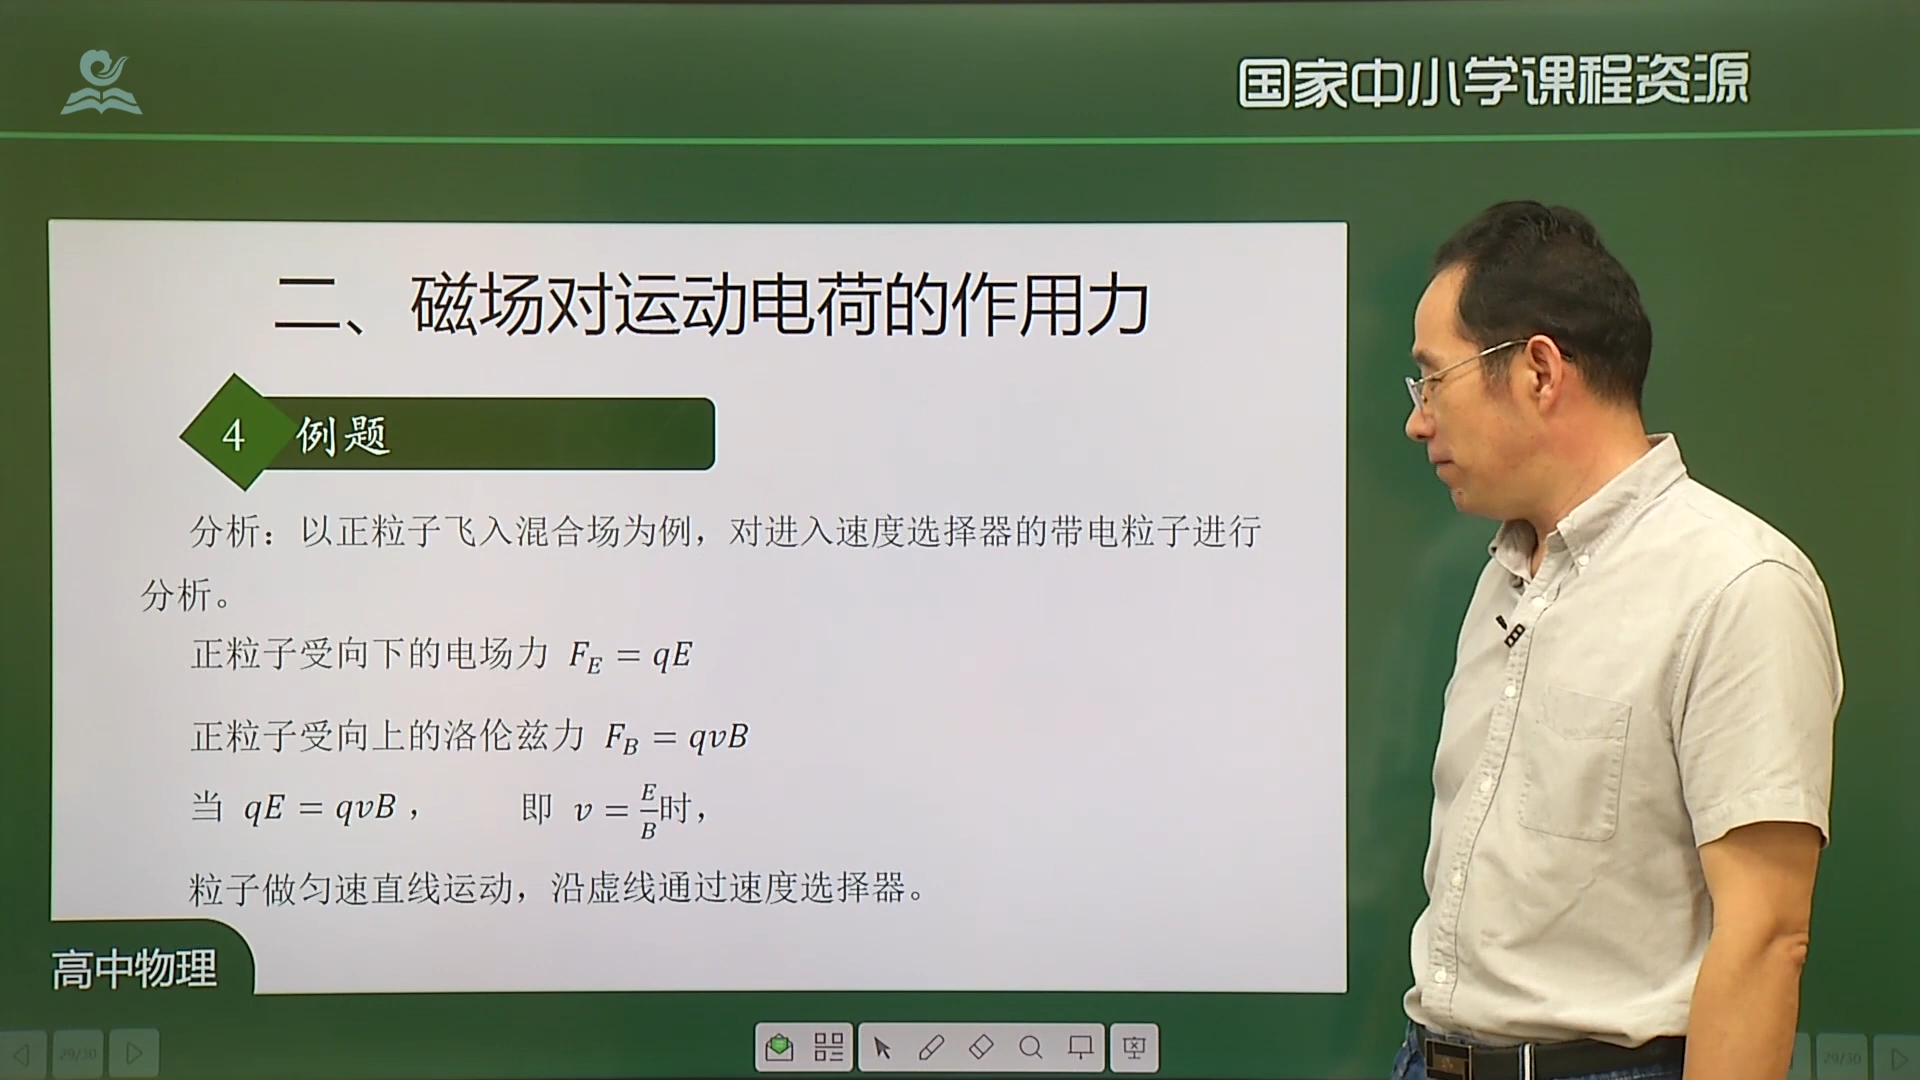 国家中小学课程资源
二、磁场对运动电荷的作用力
4 例题
分析：以正粒子飞入混合场为例，对进入速度选择器的带电粒子进行
分析。
正粒子受向下的电场力 F_E = qE
正粒子受向上的洛伦兹力 F_B = qvB
当 qE = qvB， 即 v = E/B 时，
粒子做匀速直线运动，沿虚线通过速度选择器。
高中物理
29/30
29/30